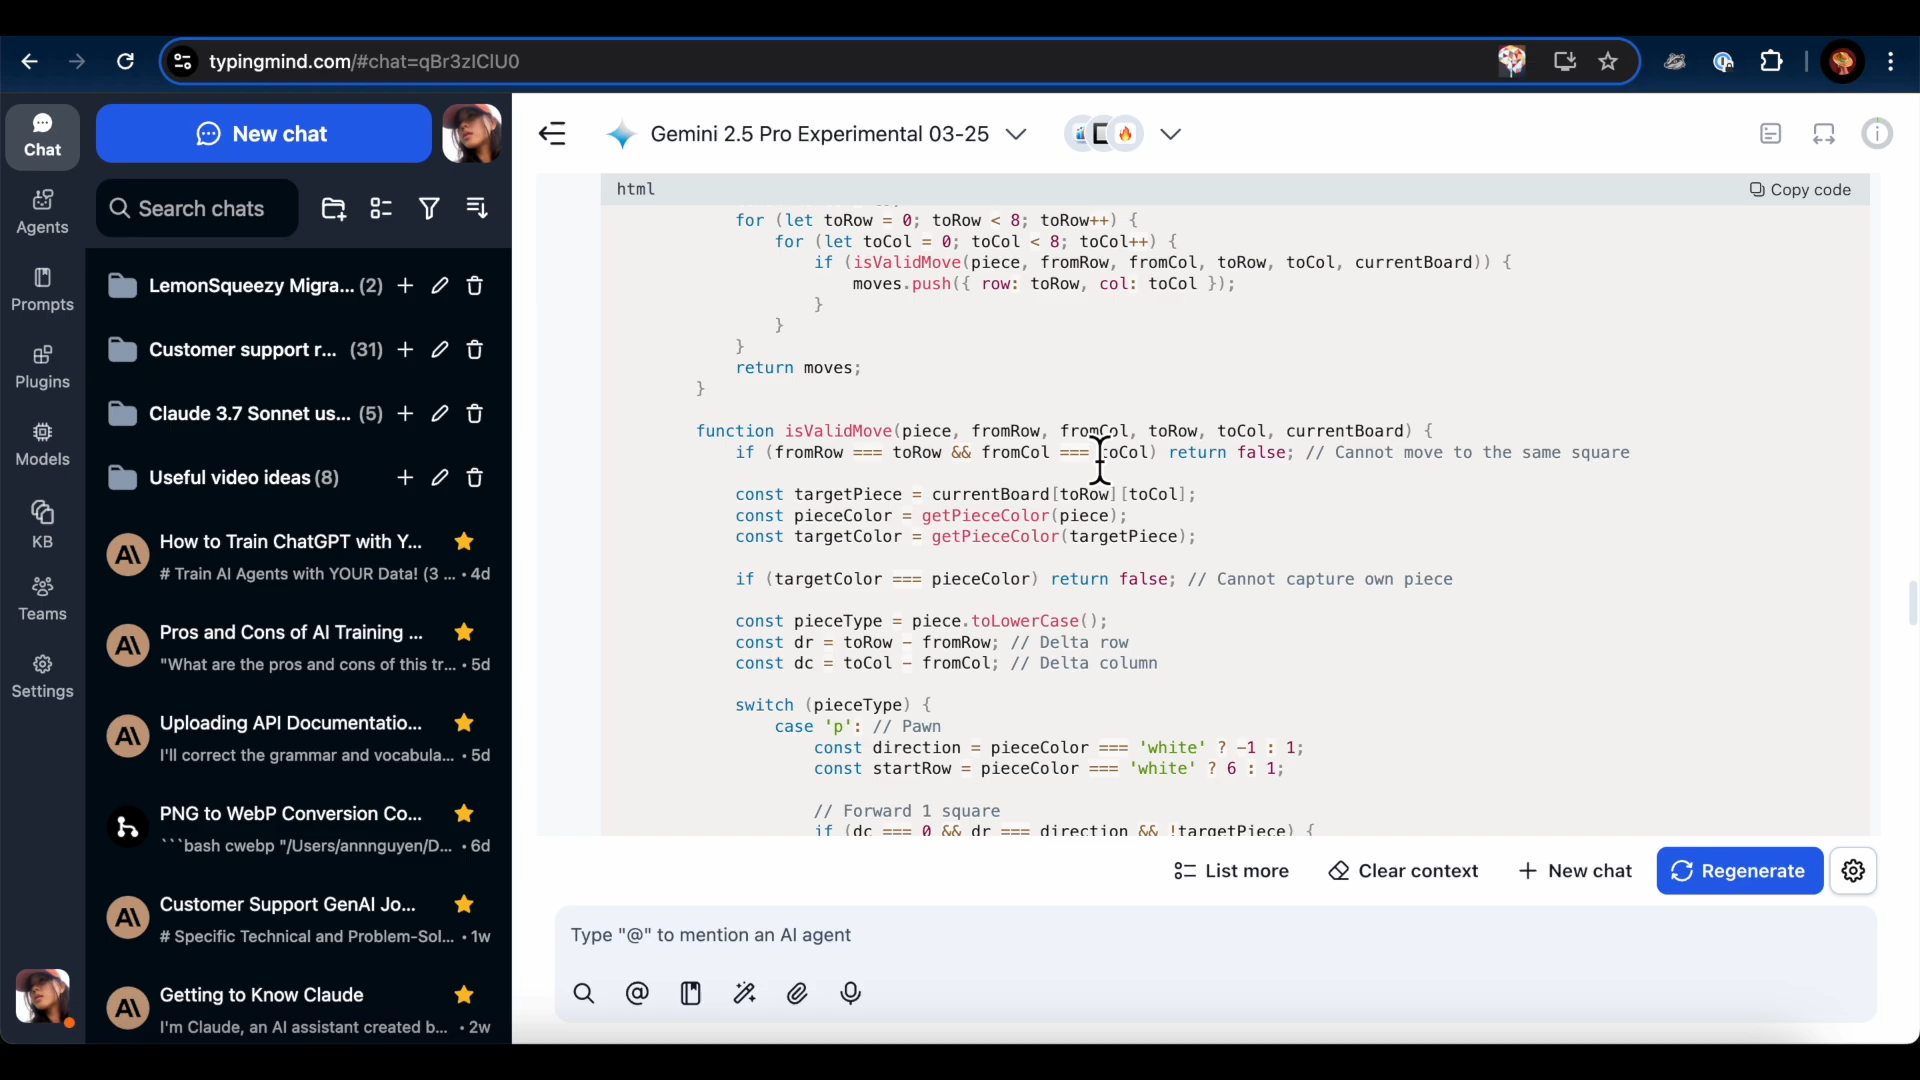 typingmind.com/#chat=qBr3zIClU0
Chat
Agents
Prompts
Plugins
Models
KB
Teams
Settings
New chat
Search chats
LemonSqueezy Migra... (2)
Customer support r... (31)
Claude 3.7 Sonnet us... (5)
Useful video ideas (8)
How to Train ChatGPT with Y...
# Train AI Agents with YOUR Data! (3 ... • 4d
Pros and Cons of AI Training ...
"What are the pros and cons of this tr... • 5d
Uploading API Documentatio...
I'll correct the grammar and vocabula... • 5d
PNG to WebP Conversion Co...
```bash cwebp "/Users/annnguyen/D... • 6d
Customer Support GenAI Jo...
# Specific Technical and Problem-Sol... • 1w
Getting to Know Claude
I'm Claude, an AI assistant created b... • 2w
Gemini 2.5 Pro Experimental 03-25
html
Copy code
for (let toRow = 0; toRow < 8; toRow++) {
for (let toCol = 0; toCol < 8; toCol++) {
if (isValidMove(piece, fromRow, fromCol, toRow, toCol, currentBoard)) {
moves.push({ row: toRow, col: toCol });
}
}
}
return moves;
}
function isValidMove(piece, fromRow, fromCol, toRow, toCol, currentBoard) {
if (fromRow === toRow && fromCol === toCol) return false; // Cannot move to the same square
const targetPiece = currentBoard[toRow][toCol];
const pieceColor = getPieceColor(piece);
const targetColor = getPieceColor(targetPiece);
if (targetColor === pieceColor) return false; // Cannot capture own piece
const pieceType = piece.toLowerCase();
const dr = toRow - fromRow; // Delta row
const dc = toCol - fromCol; // Delta column
switch (pieceType) {
case 'p': // Pawn
const direction = pieceColor === 'white' ? -1 : 1;
const startRow = pieceColor === 'white' ? 6 : 1;
// Forward 1 square
if (dc === 0 && dr === direction && !targetPiece) {
List more
Clear context
New chat
Regenerate
Type "@" to mention an AI agent